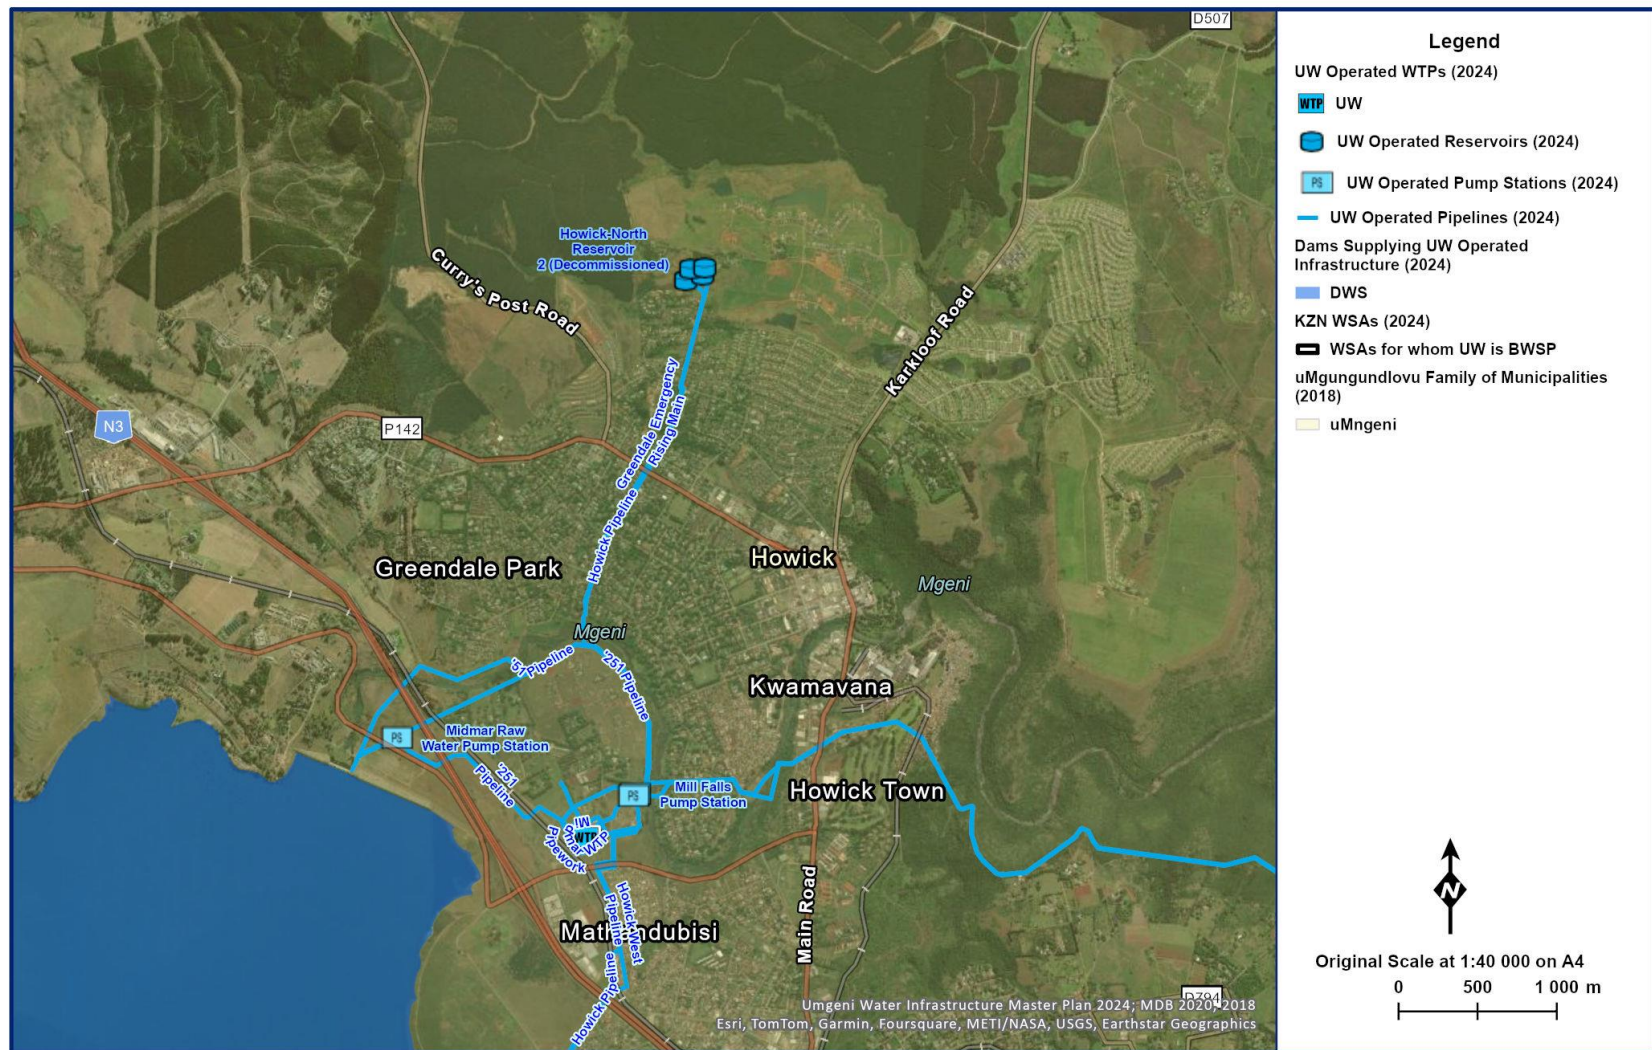 D507
Howick-North
Reservoir
2 (Decommissioned)
Curry's Post Road
Karkloof Road
Greendale Emergency
Rising Main
N3
P142
Howick Pipeline
Greendale Park
Howick
Mgeni
Mgeni
'51 Pipeline
'251 Pipeline
Kwamavana
PS
Midmar Raw
Water Pump Station
'251
Pipeline
PS
Mill Falls
Pump Station
Howick Town
WTP
Mi
mar WTP
Pipework
Howick West
Pipeline
Main Road
Howick Pipeline
D794
Umgeni Water Infrastructure Master Plan 2024; MDB 2020, 2018
Esri, TomTom, Garmin, Foursquare, METI/NASA, USGS, Earthstar Geographics
Legend
UW Operated WTPs (2024)
WTP UW
UW Operated Reservoirs (2024)
PS UW Operated Pump Stations (2024)
UW Operated Pipelines (2024)
Dams Supplying UW Operated
Infrastructure (2024)
DWS
KZN WSAs (2024)
WSAs for whom UW is BWSP
uMgungundlovu Family of Municipalities
(2018)
uMngeni
N
Original Scale at 1:40 000 on A4
0 500 1 000 m